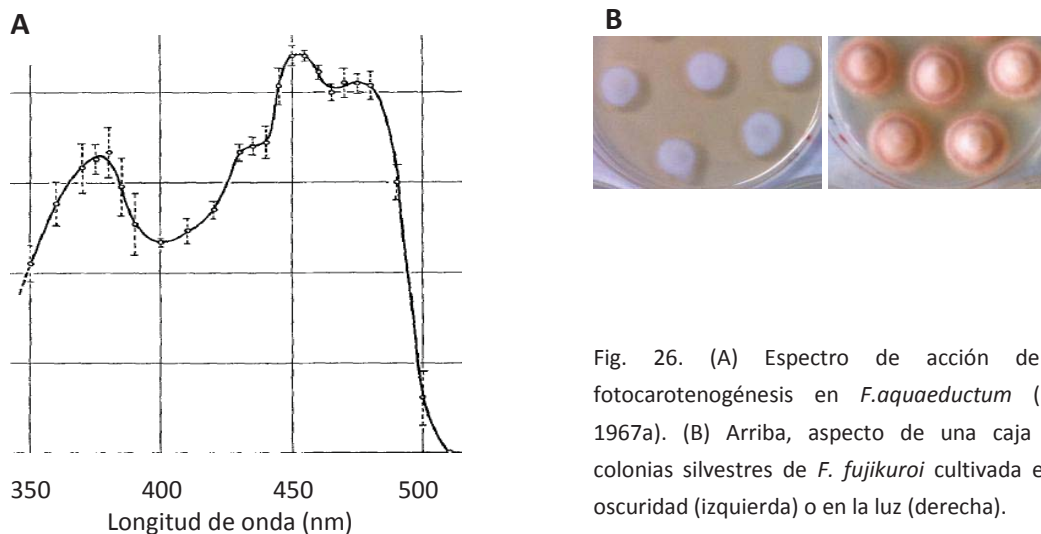 A
B
350 400 450 500
Longitud de onda (nm)
Fig. 26. (A) Espectro de acción de
fotocarotenogénesis en F.aquaeductum (
1967a). (B) Arriba, aspecto de una caja
colonias silvestres de F. fujikuroi cultivada e
oscuridad (izquierda) o en la luz (derecha).